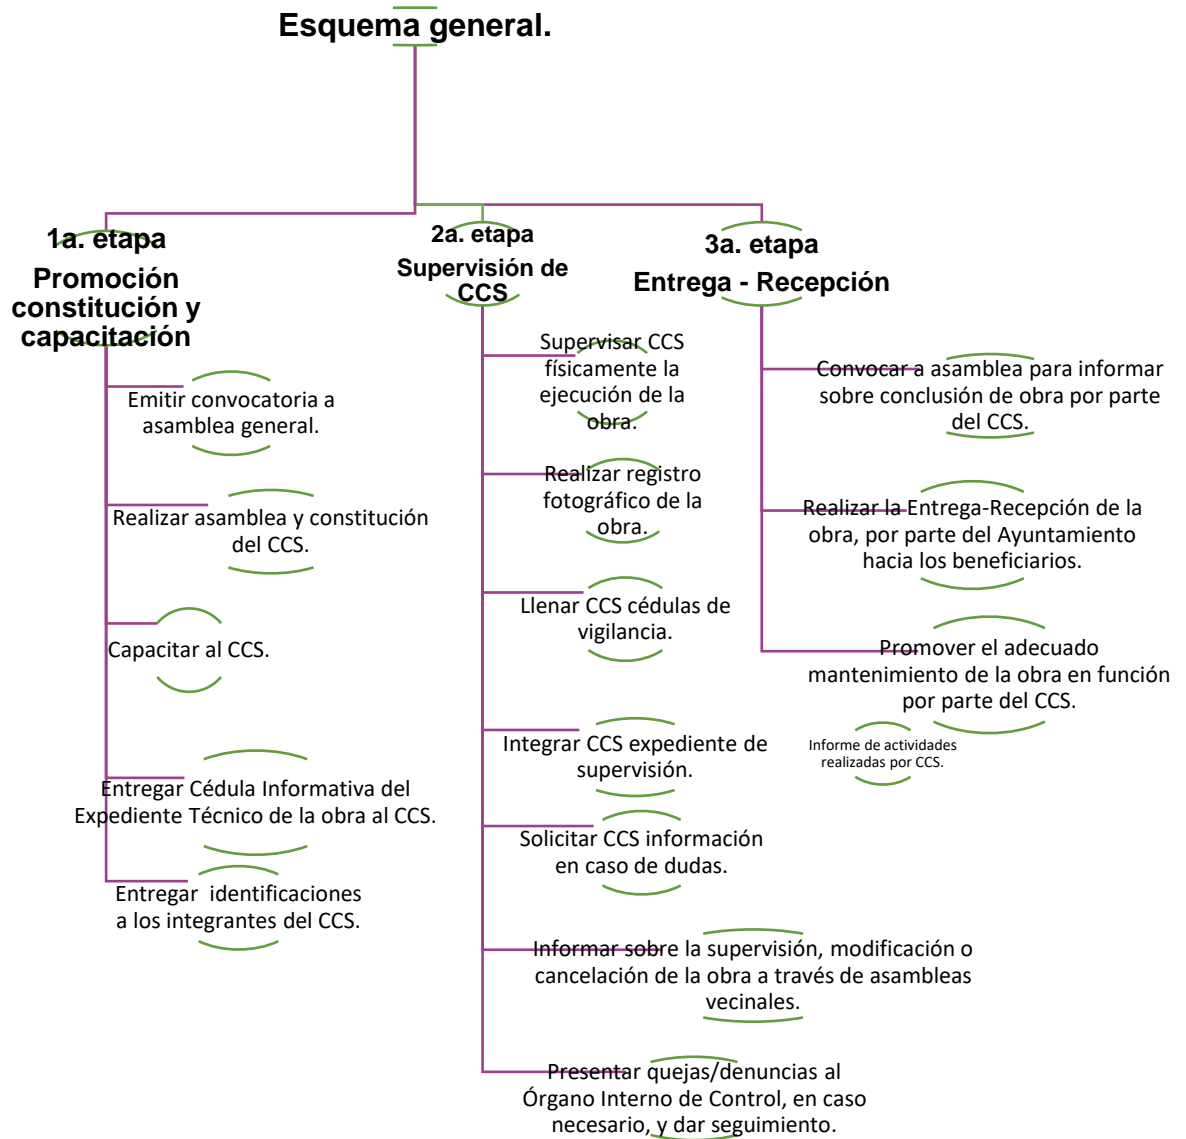 Esquema general.
1a. etapa
Promoción
constitución y
capacitación
Emitir convocatoria a
asamblea general.
Realizar asamblea y constitución
del CCS.
Capacitar al CCS.
Entregar Cédula Informativa del
Expediente Técnico de la obra al CCS.
Entregar identificaciones
a los integrantes del CCS.
2a. etapa
Supervisión de
CCS
Supervisar CCS
físicamente la
ejecución de la
obra.
Realizar registro
fotográfico de la
obra.
Llenar CCS cédulas de
vigilancia.
Integrar CCS expediente de
supervisión.
Solicitar CCS información
en caso de dudas.
Informar sobre la supervisión, modificación o
cancelación de la obra a través de asambleas
vecinales.
Presentar quejas/denuncias al
Órgano Interno de Control, en caso
necesario, y dar seguimiento.
3a. etapa
Entrega - Recepción
Convocar a asamblea para informar
sobre conclusión de obra por parte
del CCS.
Realizar la Entrega-Recepción de la
obra, por parte del Ayuntamiento
hacia los beneficiarios.
Promover el adecuado
mantenimiento de la obra en función
por parte del CCS.
Informe de actividades
realizadas por CCS.